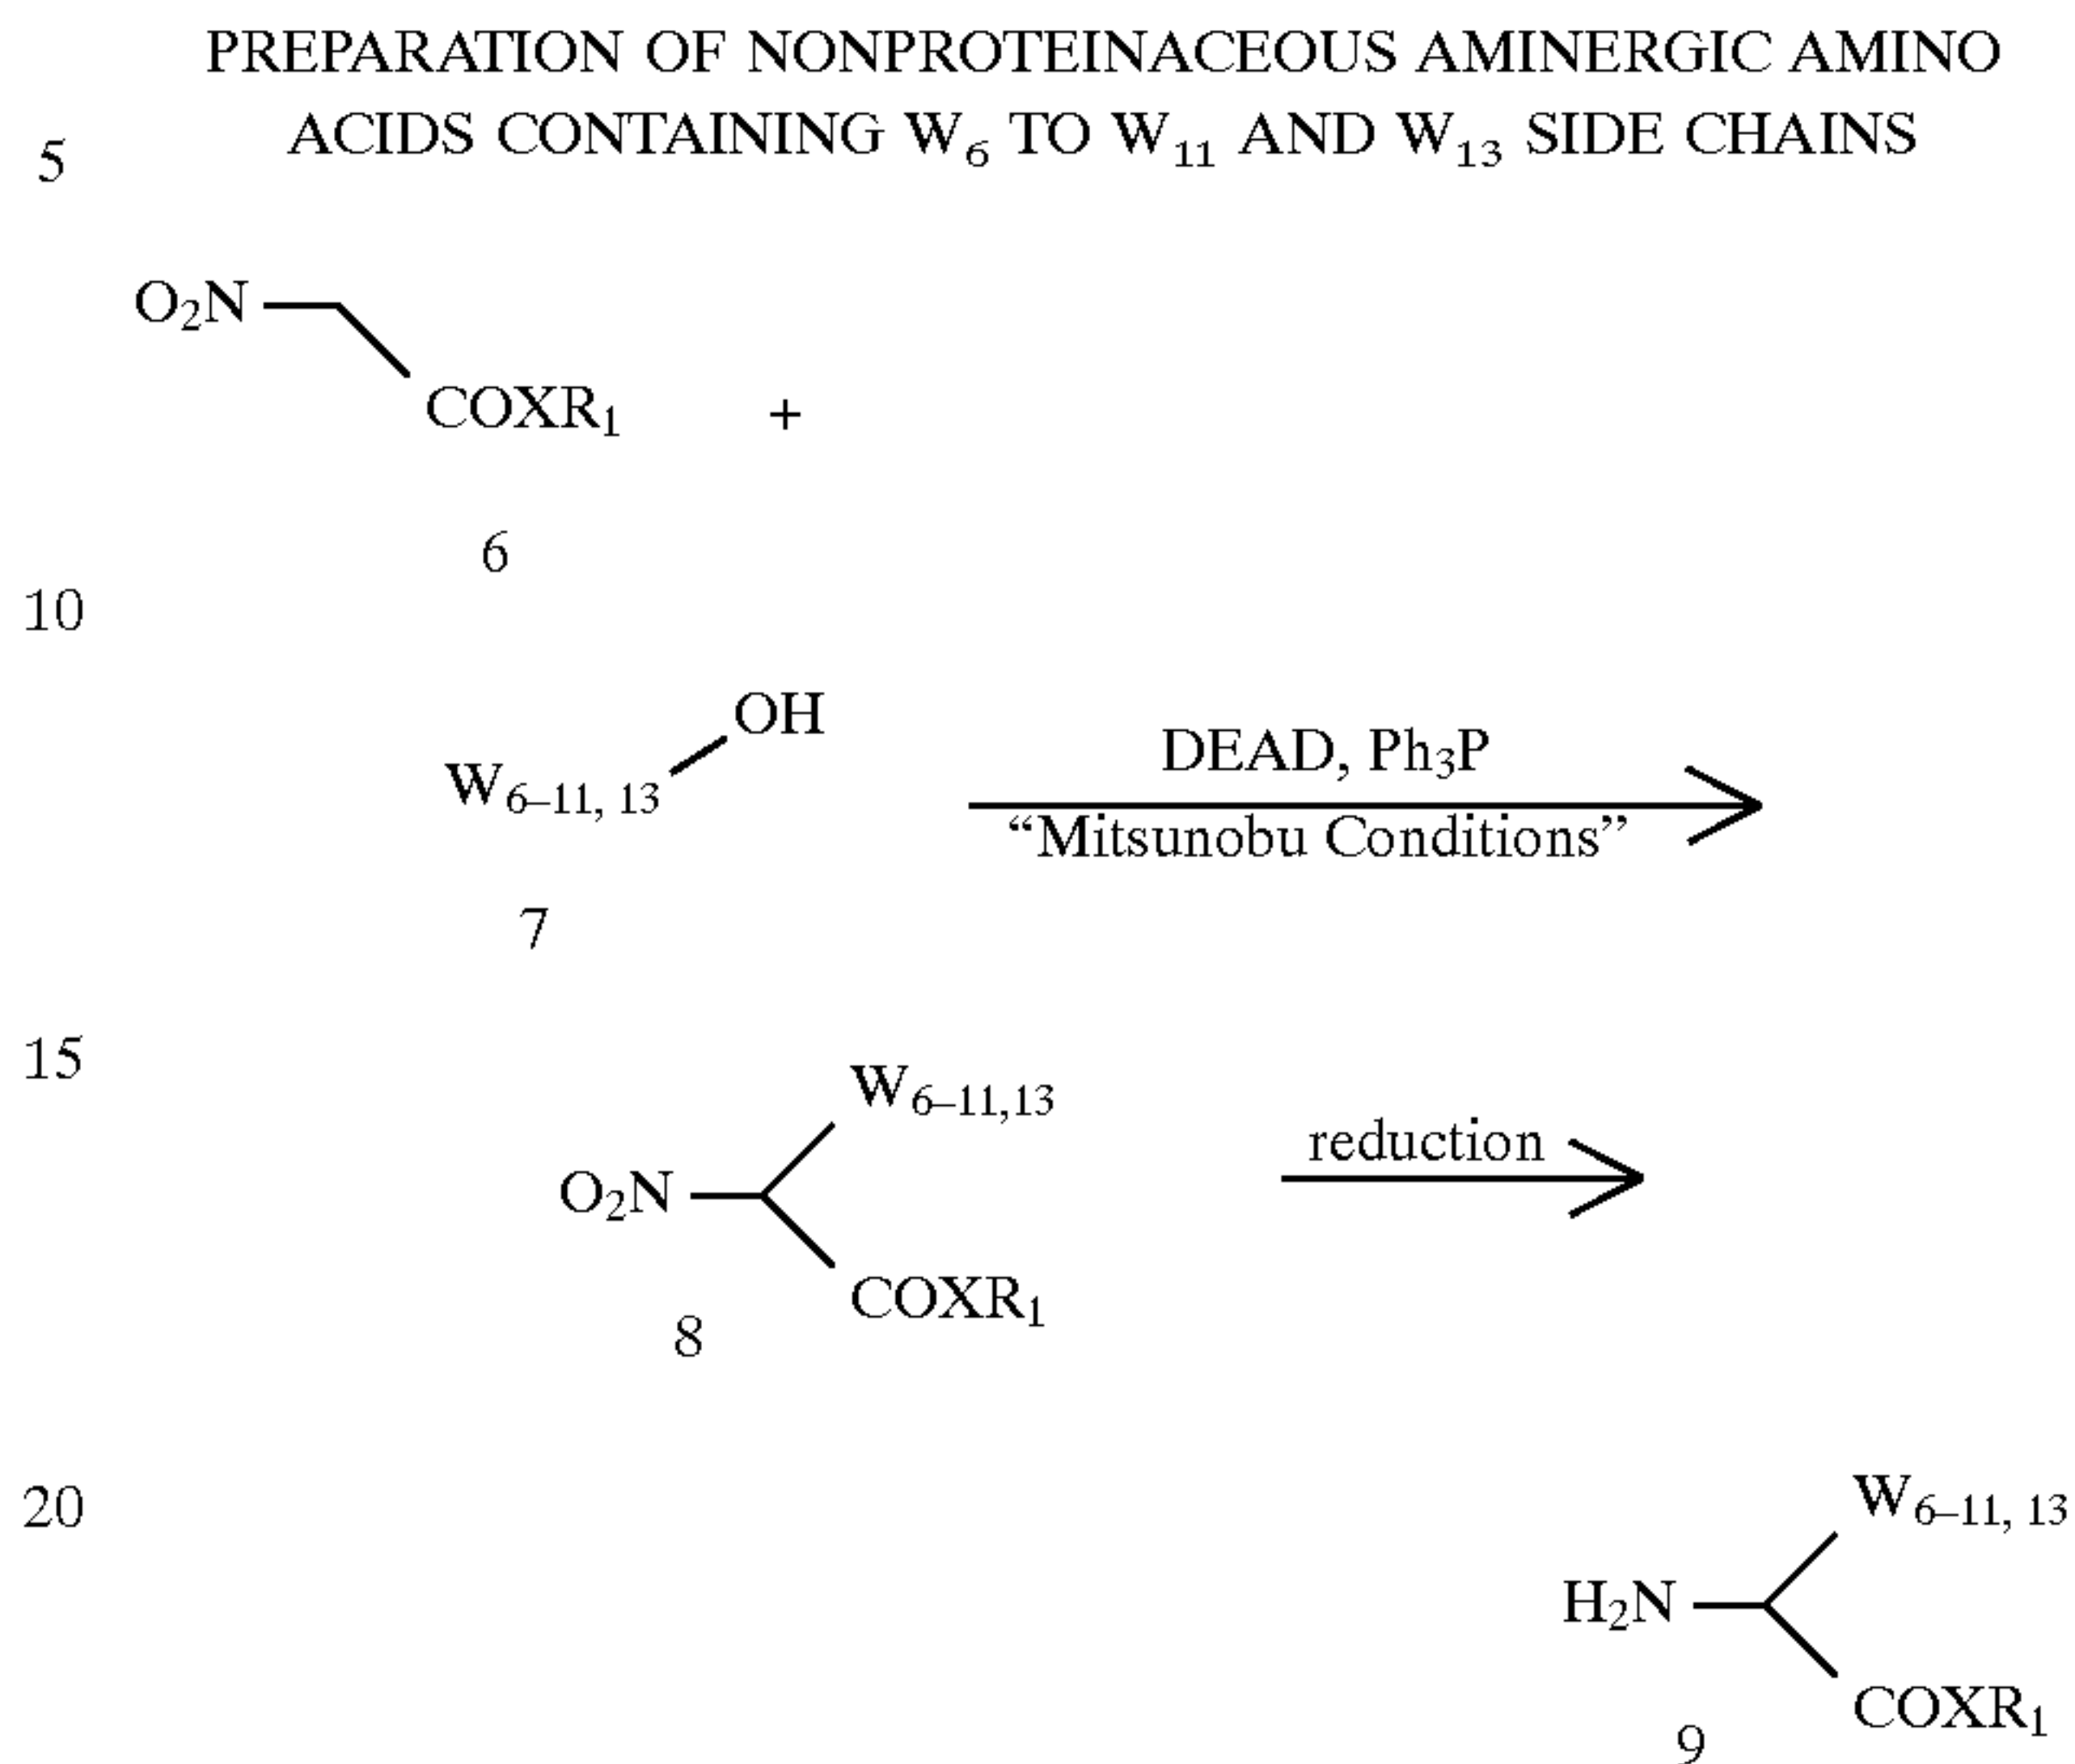 PREPARATION OF NONPROTEINACEOUS AMINERGIC AMINO
ACIDS CONTAINING W₆ TO W₁₁ AND W₁₃ SIDE CHAINS
5
O₂N
COXR₁ +
6
10
OH
W₆₋₁₁, ₁₃
DEAD, Ph₃P
“Mitsunobu Conditions”
7
15
W₆₋₁₁,₁₃
O₂N
reduction
COXR₁
8
20
W₆₋₁₁, ₁₃
H₂N
COXR₁
9